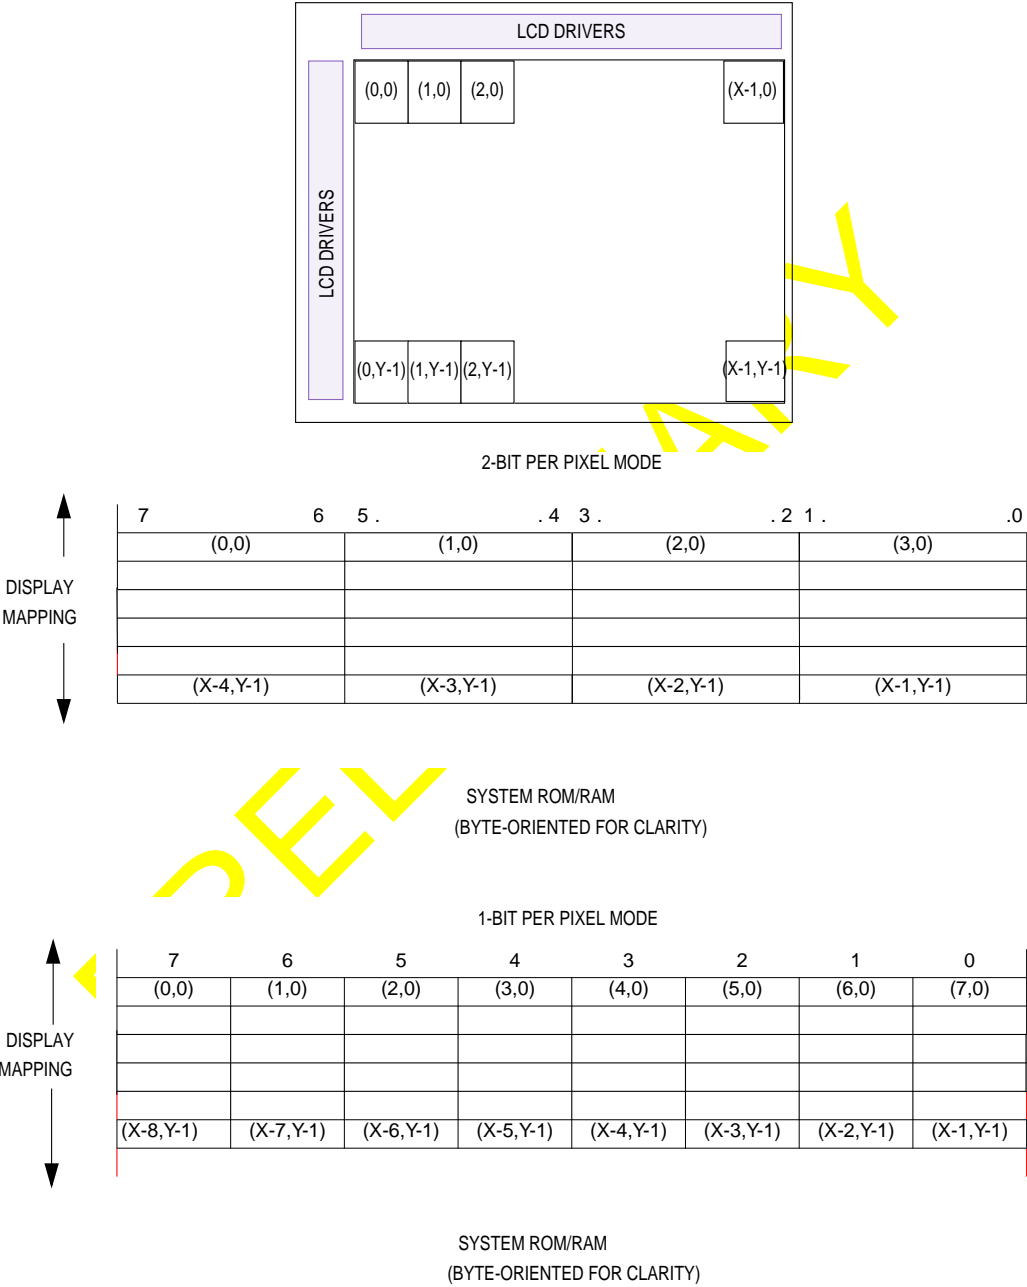 LCD DRIVERS
LCD DRIVERS
(0,0) (1,0) (2,0) (X-1,0)
(0,Y-1) (1,Y-1) (2,Y-1) (X-1,Y-1)
2-BIT PER PIXEL MODE
7 6 5 . . 4 3 . . 2 1 . .0
(0,0) (1,0) (2,0) (3,0)
DISPLAY
MAPPING
(X-4,Y-1) (X-3,Y-1) (X-2,Y-1) (X-1,Y-1)
SYSTEM ROM/RAM
(BYTE-ORIENTED FOR CLARITY)
1-BIT PER PIXEL MODE
7 6 5 4 3 2 1 0
(0,0) (1,0) (2,0) (3,0) (4,0) (5,0) (6,0) (7,0)
DISPLAY
MAPPING
(X-8,Y-1) (X-7,Y-1) (X-6,Y-1) (X-5,Y-1) (X-4,Y-1) (X-3,Y-1) (X-2,Y-1) (X-1,Y-1)
SYSTEM ROM/RAM
(BYTE-ORIENTED FOR CLARITY)